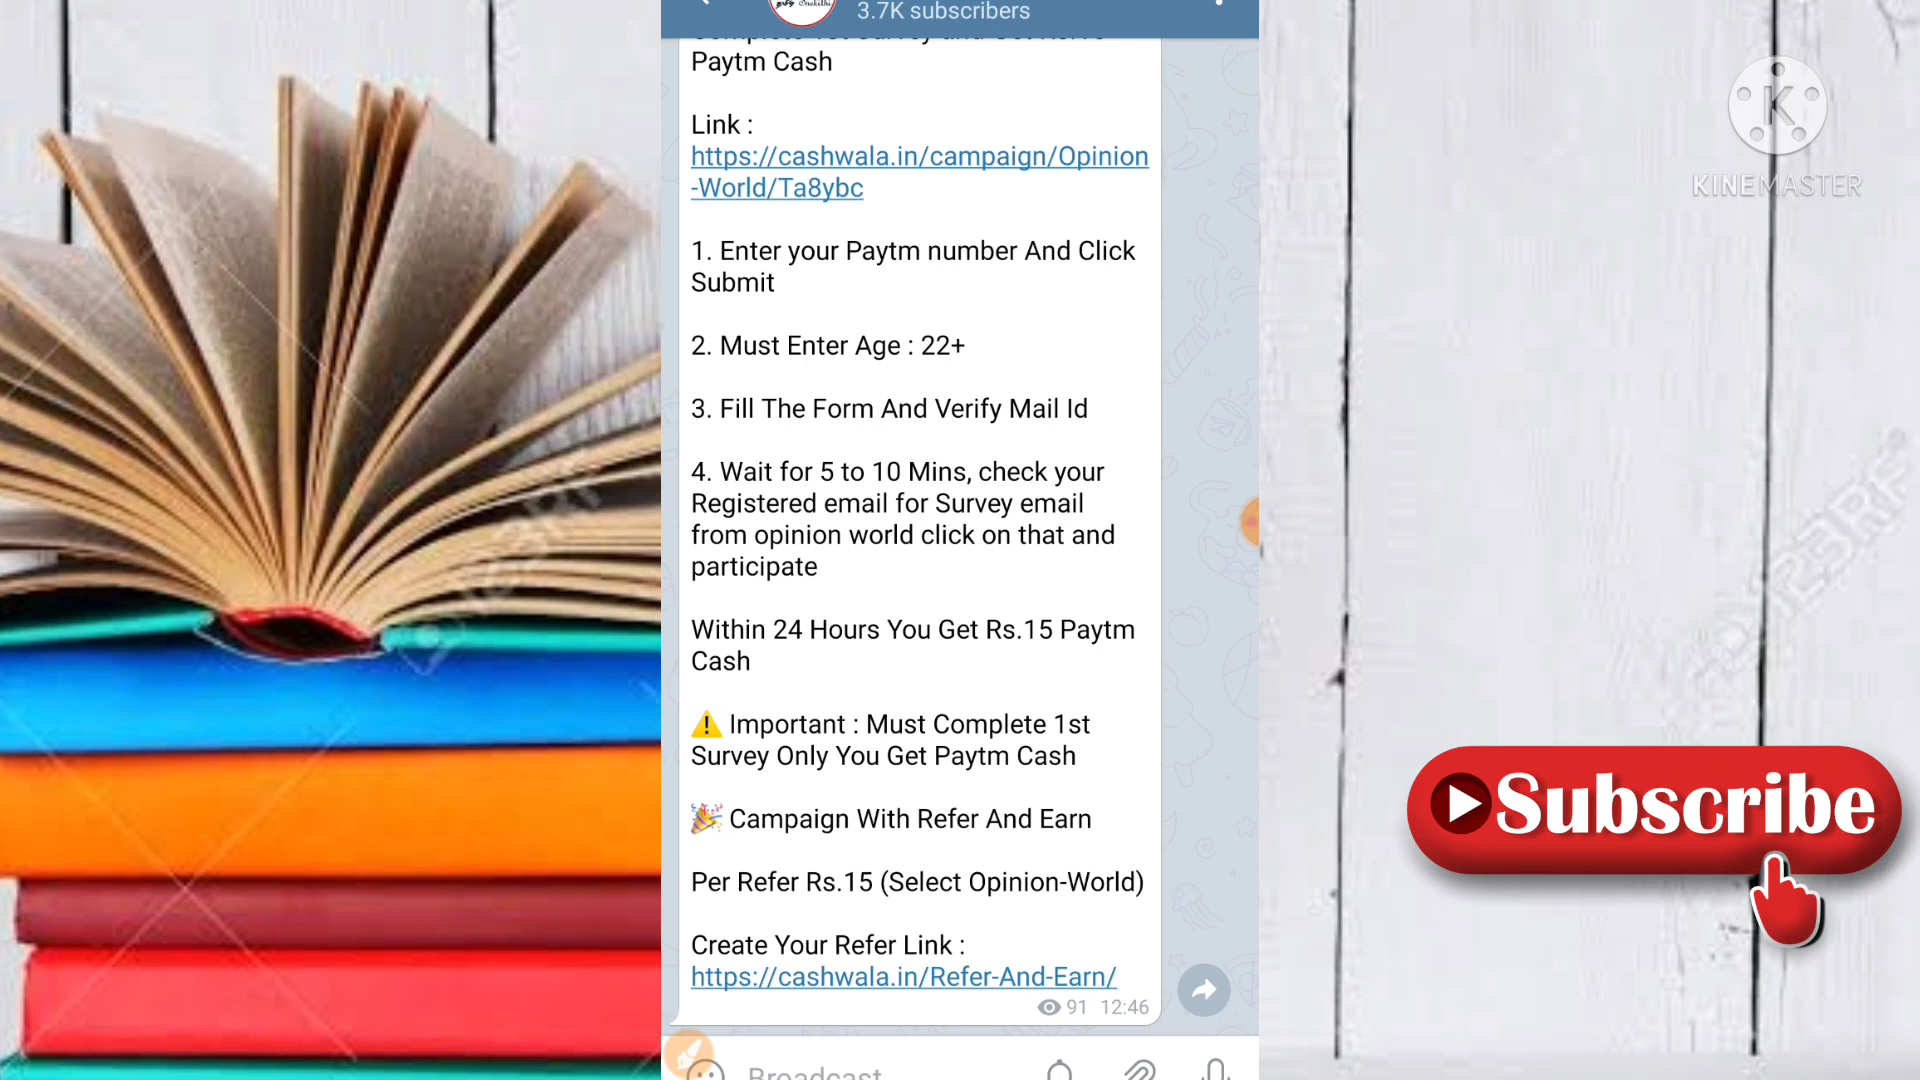 3.7K subscribers
Paytm Cash
Link :
https://cashwala.in/campaign/Opinion
-World/Ta8ybc
1. Enter your Paytm number And Click
Submit
2. Must Enter Age : 22+
3. Fill The Form And Verify Mail Id
4. Wait for 5 to 10 Mins, check your
Registered email for Survey email
from opinion world click on that and
participate
Within 24 Hours You Get Rs.15 Paytm
Cash
⚠️ Important : Must Complete 1st
Survey Only You Get Paytm Cash
🎉 Campaign With Refer And Earn
Per Refer Rs.15 (Select Opinion-World)
Create Your Refer Link :
https://cashwala.in/Refer-And-Earn/
91 12:46
Broadcast
K
KINEMASTER
123RF
Subscribe